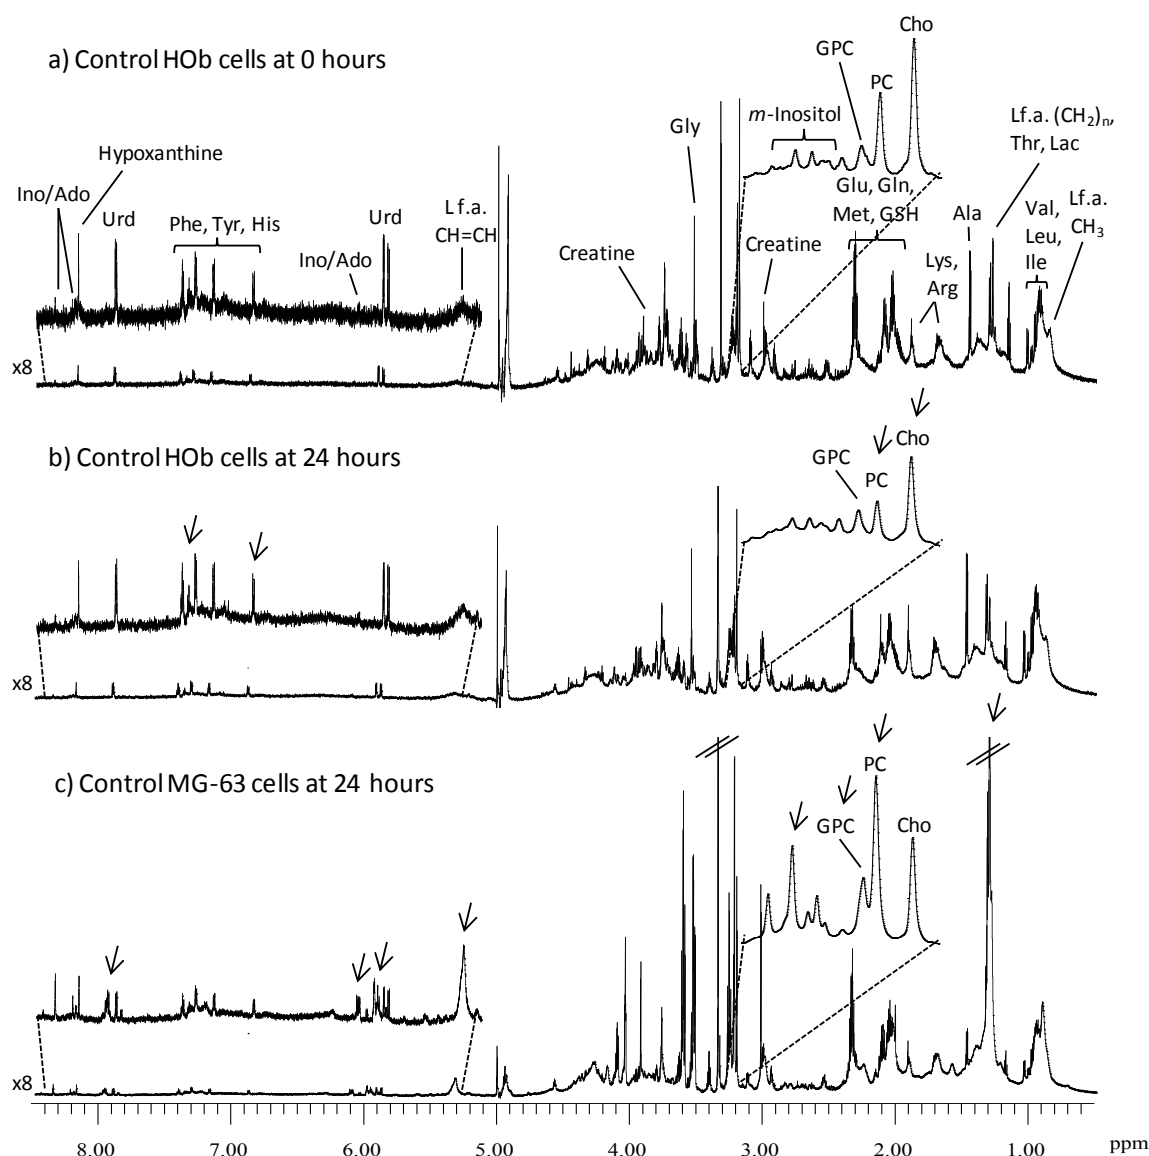 a) Control HOb cells at 0 hours
Cho
GPC
PC
m-Inositol
Gly
Lf.a. (CH2)n,
Thr, Lac
Hypoxanthine
Ino/Ado
Urd
Phe, Tyr, His
Ino/Ado
Urd
Lf.a.
CH=CH
Creatine
Glu, Gln,
Met, GSH
Creatine
Ala
Lys,
Arg
Val,
Leu,
Ile
Lf.a.
CH3
x8
b) Control HOb cells at 24 hours
GPC
PC
Cho
x8
c) Control MG-63 cells at 24 hours
PC
GPC
Cho
x8
8.00 7.00 6.00 5.00 4.00 3.00 2.00 1.00 ppm